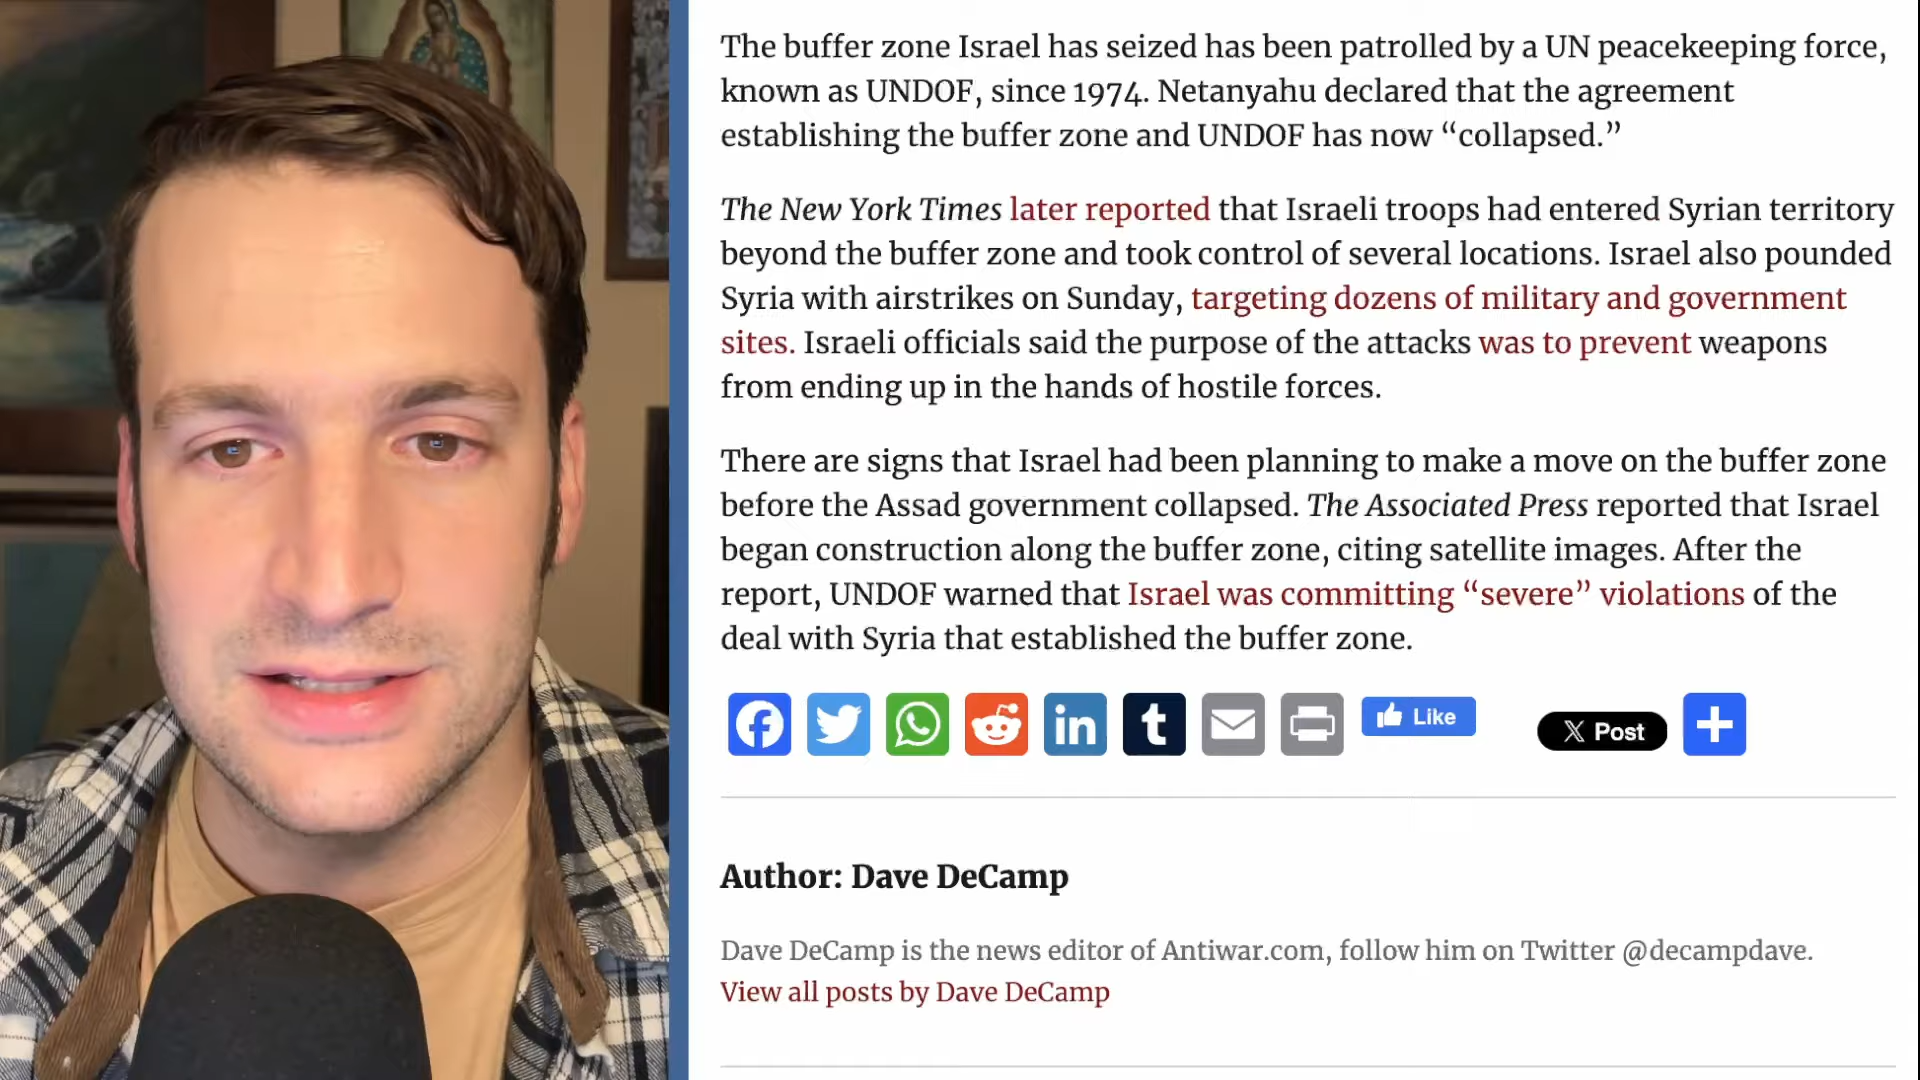 The buffer zone Israel has seized has been patrolled by a UN peacekeeping force,
known as UNDOF, since 1974. Netanyahu declared that the agreement
establishing the buffer zone and UNDOF has now “collapsed.”
The New York Times later reported that Israeli troops had entered Syrian territory
beyond the buffer zone and took control of several locations. Israel also pounded
Syria with airstrikes on Sunday, targeting dozens of military and government
sites. Israeli officials said the purpose of the attacks was to prevent weapons
from ending up in the hands of hostile forces.
There are signs that Israel had been planning to make a move on the buffer zone
before the Assad government collapsed. The Associated Press reported that Israel
began construction along the buffer zone, citing satellite images. After the
report, UNDOF warned that Israel was committing “severe” violations of the
deal with Syria that established the buffer zone.
Like
X Post
Author: Dave DeCamp
Dave DeCamp is the news editor of Antiwar.com, follow him on Twitter @decampdave.
View all posts by Dave DeCamp